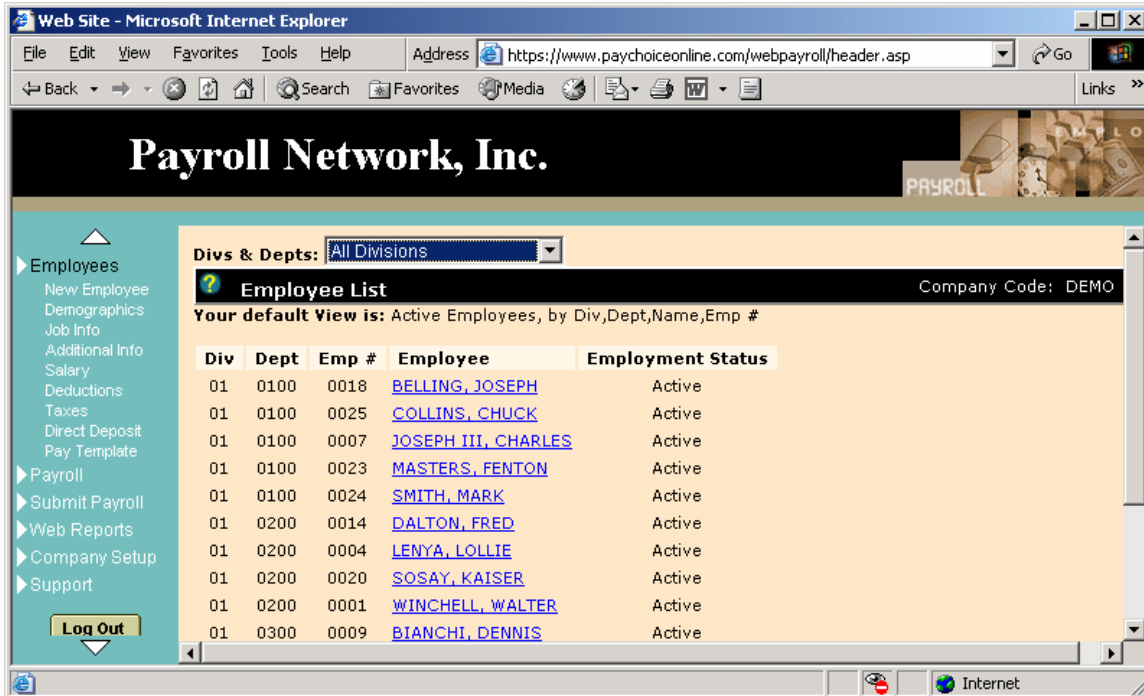 Web Site - Microsoft Internet Explorer
File Edit View Favorites Tools Help Address https://www.paychoiceonline.com/webpayroll/header.asp Go
Back Search Favorites Media Links »
Payroll Network, Inc.
PAYROLL
EMPLO
Employees
New Employee
Demographics
Job Info
Additional Info
Salary
Deductions
Taxes
Direct Deposit
Pay Template
Payroll
Submit Payroll
Web Reports
Company Setup
Support
Log Out
Divs & Depts: All Divisions
? Employee List Company Code: DEMO
Your default View is: Active Employees, by Div,Dept,Name,Emp #
Div Dept Emp # Employee Employment Status
01 0100 0018 BELLING, JOSEPH Active
01 0100 0025 COLLINS, CHUCK Active
01 0100 0007 JOSEPH III, CHARLES Active
01 0100 0023 MASTERS, FENTON Active
01 0100 0024 SMITH, MARK Active
01 0200 0014 DALTON, FRED Active
01 0200 0004 LENYA, LOLLIE Active
01 0200 0020 SOSAY, KAISER Active
01 0200 0001 WINCHELL, WALTER Active
01 0300 0009 BIANCHI, DENNIS Active
Internet